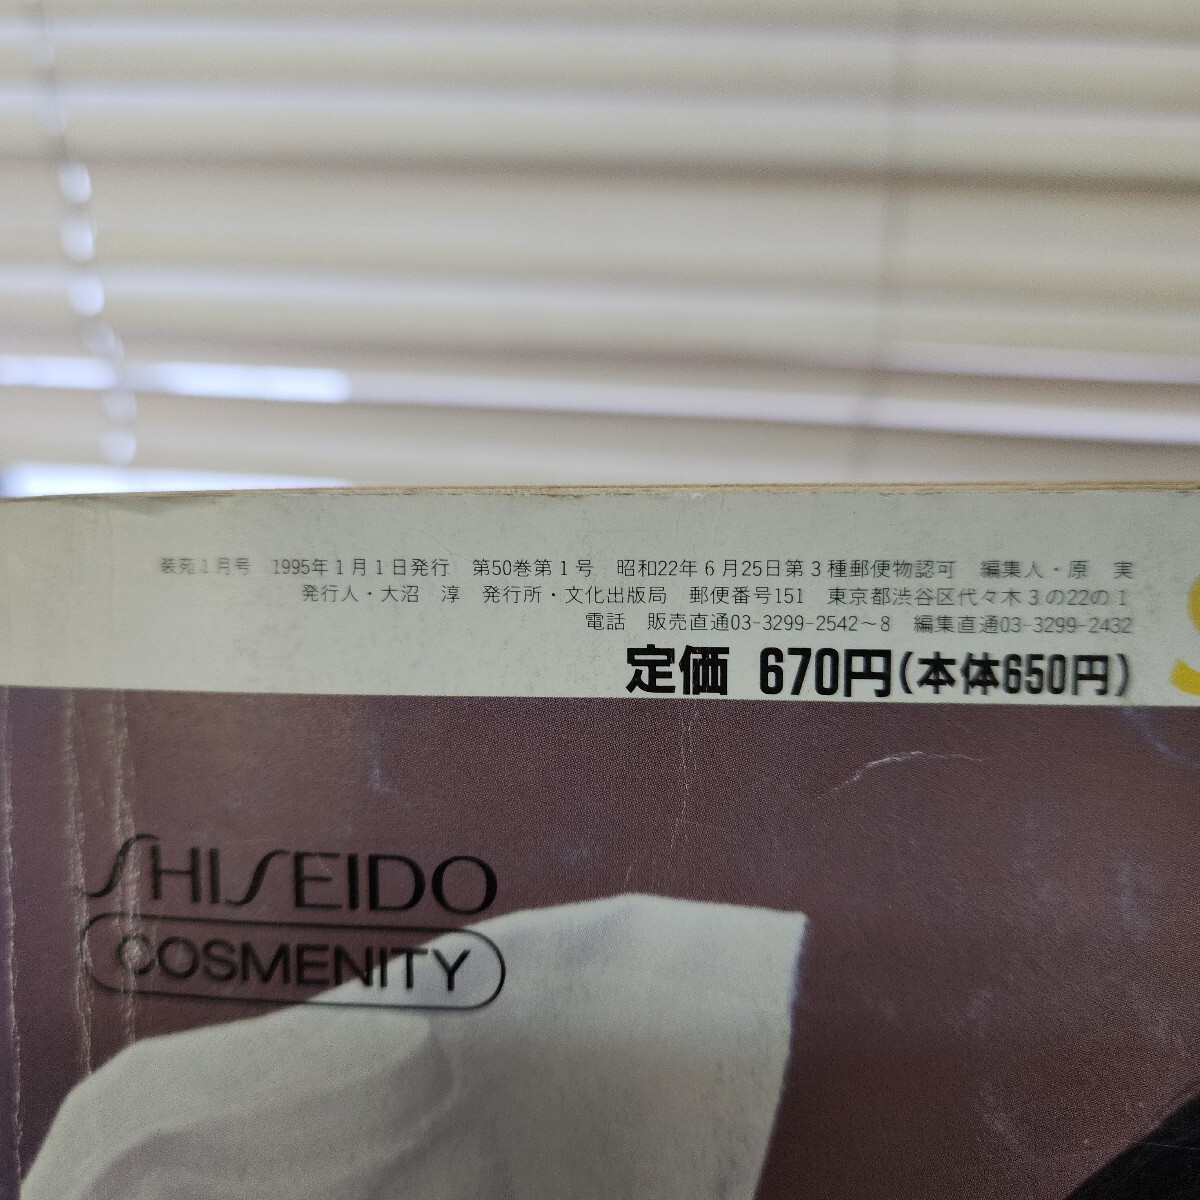 装苑1月号 1995年1月1日発行 第50巻第1号 昭和22年6月25日第3種郵便物認可 編集人・原 実
発行人・大沼 淳 発行所・文化出版局 郵便番号151 東京都渋谷区代々木3の22の1
電話 販売直通03-3299-2542〜8 編集直通03-3299-2432
定価 670円(本体650円)
SHISEIDO
COSMENITY